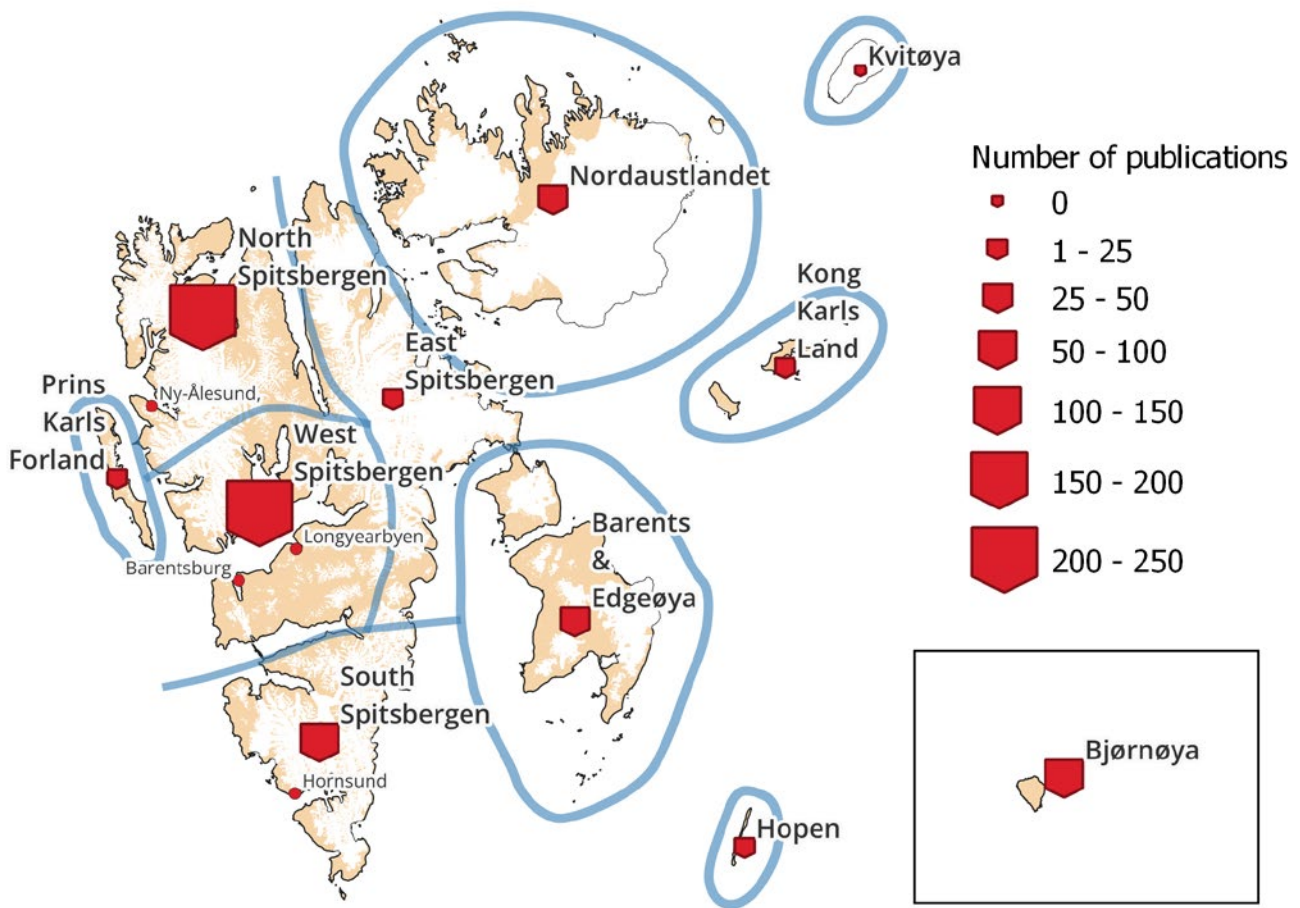 Kvitøya
Nordaustlandet
North
Spitsbergen
Kong
Karls
Land
East
Spitsbergen
Prins
Karls
Forland
Ny-Ålesund,
West
Spitsbergen
Longyearbyen
Barentsburg
Barents
&
Edgeøya
South
Spitsbergen
Hornsund
Hopen
Number of publications
0
1 - 25
25 - 50
50 - 100
100 - 150
150 - 200
200 - 250
Bjørnøya